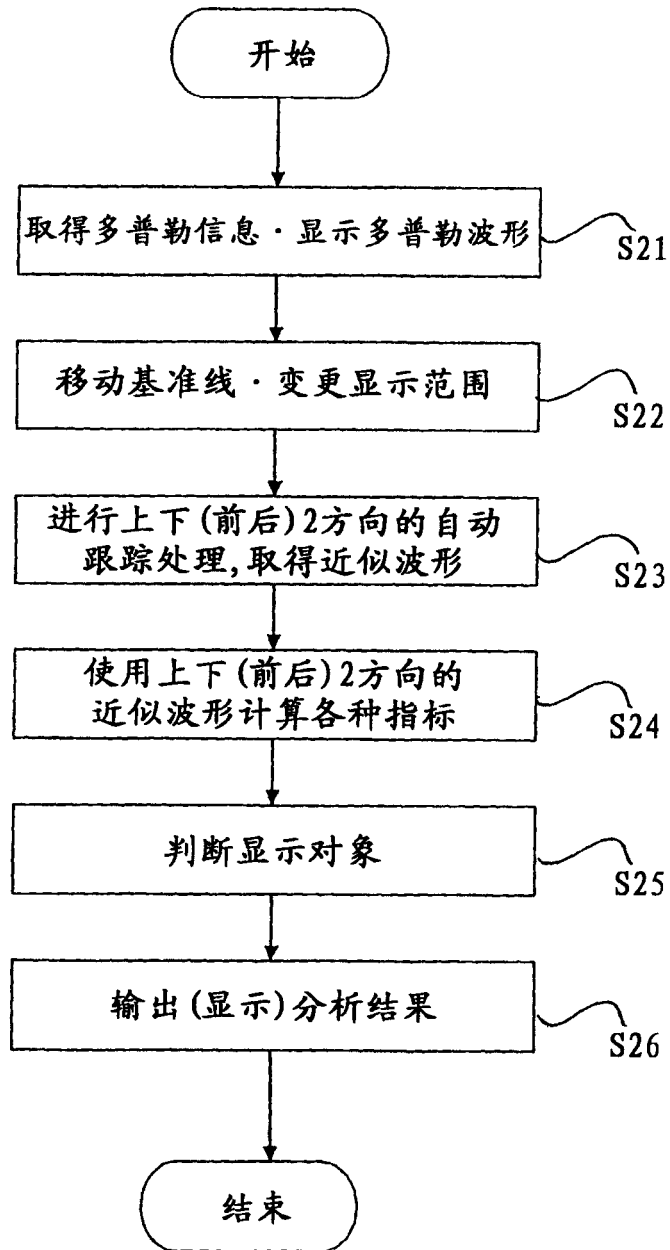 开始
取得多普勒信息·显示多普勒波形
S21
移动基准线·变更显示范围
S22
进行上下(前后)2方向的自动
跟踪处理,取得近似波形
S23
使用上下(前后)2方向的
近似波形计算各种指标
S24
判断显示对象
S25
输出(显示)分析结果
S26
结束